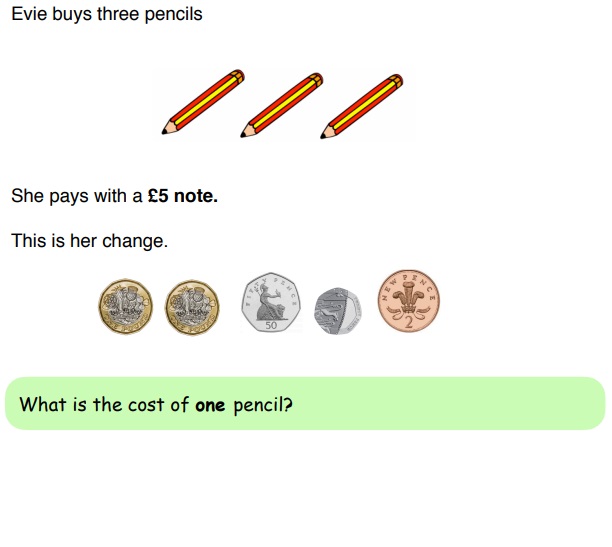 Evie buys three pencils
She pays with a £5 note.
This is her change.
FIFTY PENCE
50
NEW PENCE
2
What is the cost of one pencil?